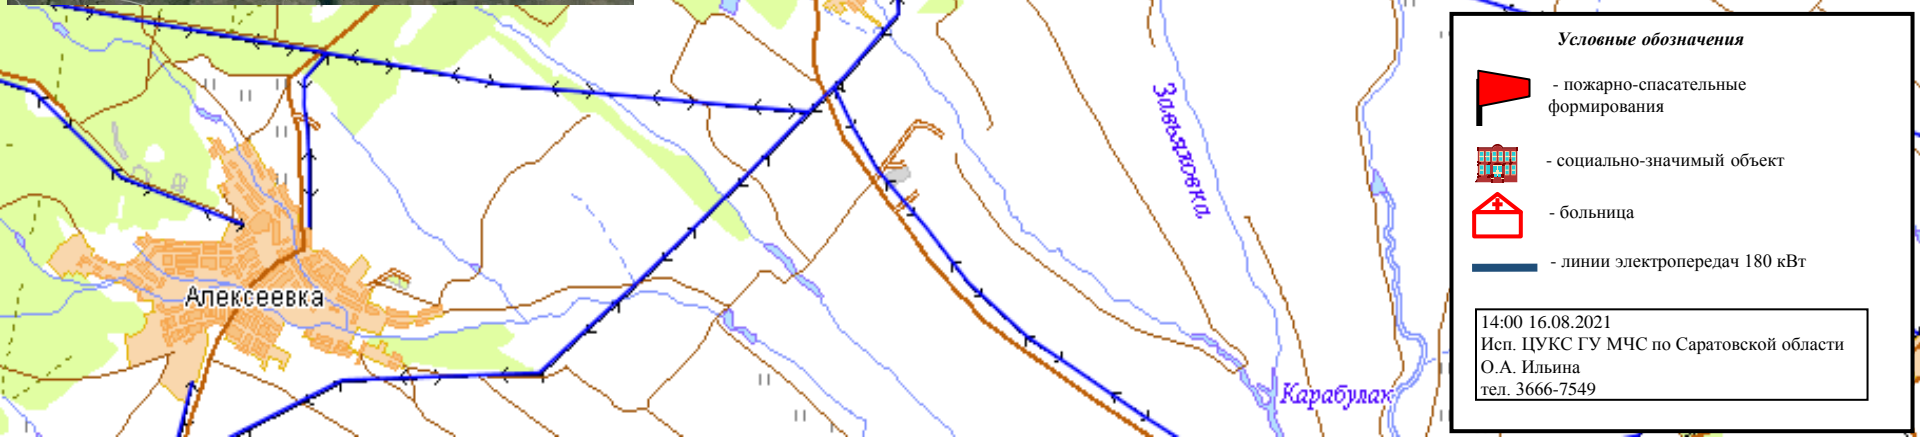 Алексеевка
Завьяловка
Карабулак
Условные обозначения
- пожарно-спасательные
формирования
- социально-значимый объект
- больница
- линии электропередач 180 кВт
14:00 16.08.2021
Исп. ЦУКС ГУ МЧС по Саратовской области
О.А. Ильина
тел. 3666-7549